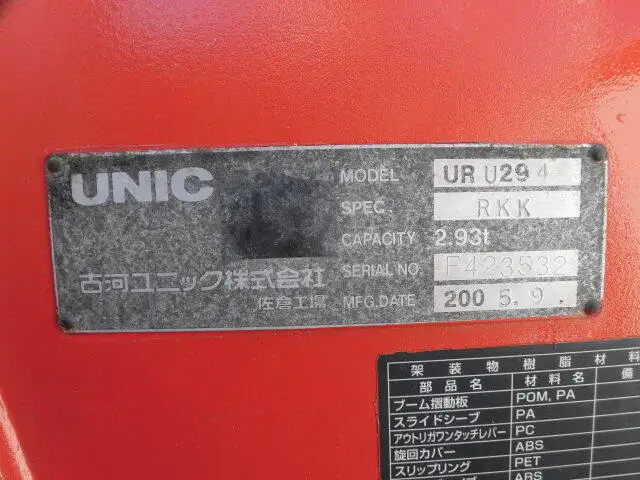 UNIC
MODEL UR U294
SPEC. RKK
CAPACITY 2.93t
SERIAL NO. F423532
MFG.DATE 200 5.9.
古河ユニック株式会社
佐倉工場
架装物樹脂材料
部品名 材料名 備
ブーム摺動板 POM, PA
スライドシーブ PA
アウトリガワンタッチレバー PC
旋回カバー ABS
スリップリング PET
ABS